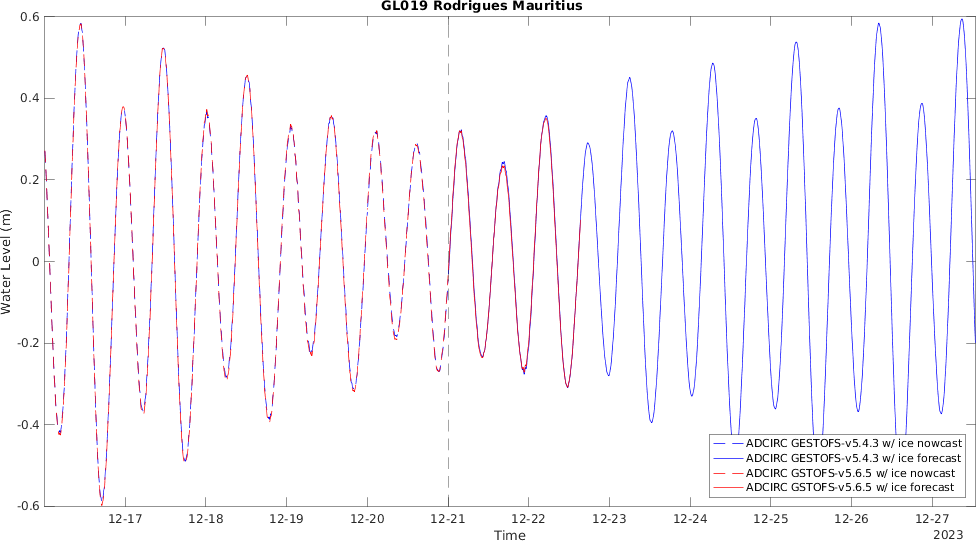 GL019 Rodrigues Mauritius
0.6
0.4
0.2
0
-0.2
-0.4
-0.6
Water Level (m)
12-17 12-18 12-19 12-20 12-21 12-22 12-23 12-24 12-25 12-26 12-27
2023
Time
ADCIRC GESTOFS-v5.4.3 w/ ice nowcast
ADCIRC GESTOFS-v5.4.3 w/ ice forecast
ADCIRC GSTOFS-v5.6.5 w/ ice nowcast
ADCIRC GSTOFS-v5.6.5 w/ ice forecast